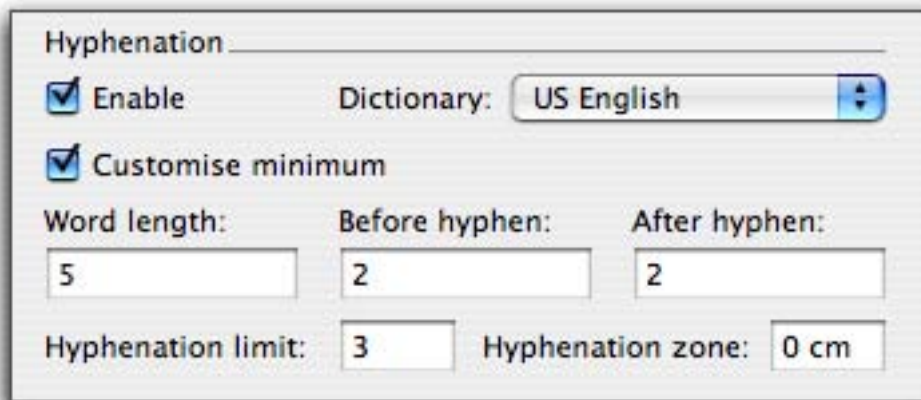 Hyphenation
Enable Dictionary: US English
Customise minimum
Word length: Before hyphen: After hyphen:
5 2 2
Hyphenation limit: 3 Hyphenation zone: 0 cm